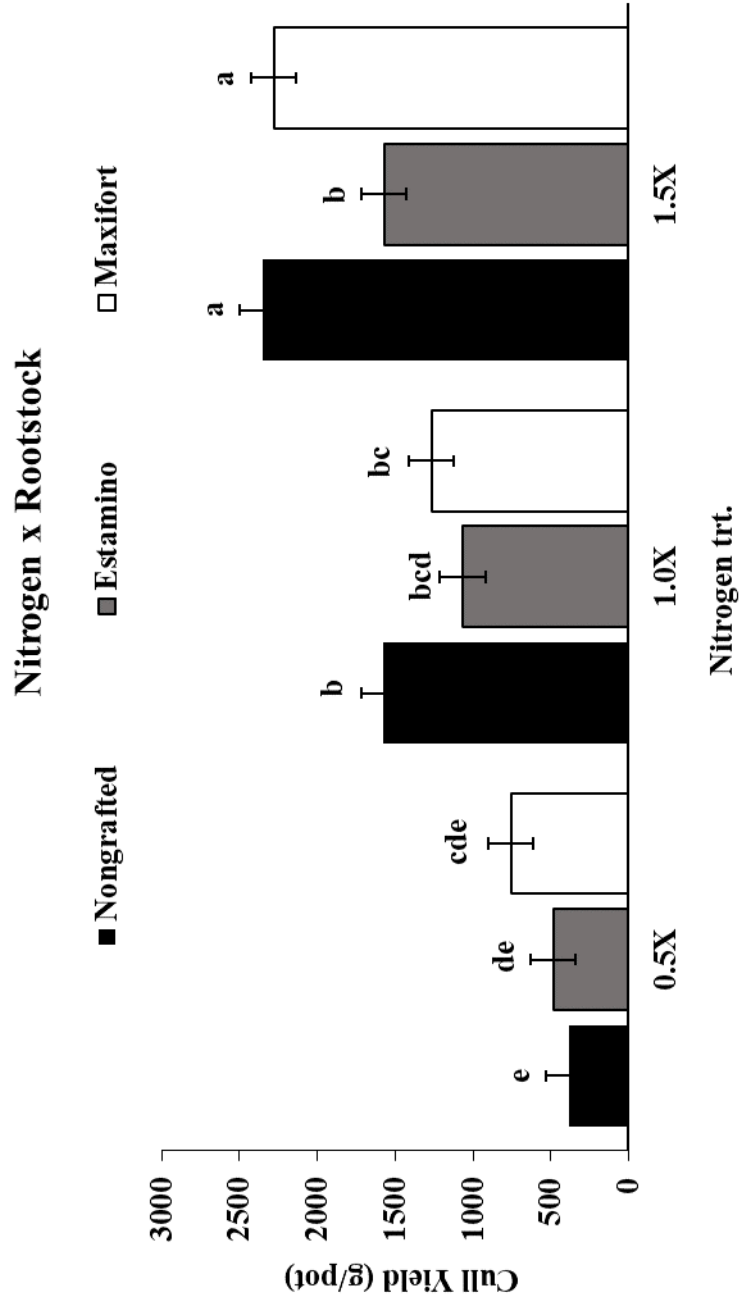 Nitrogen x Rootstock
Nongrafted Estamino Maxifort
3000
2500
2000
1500
1000
500
0
Cull Yield (g/pot)
e de cde b bcd bc a b a
0.5X 1.0X 1.5X
Nitrogen trt.